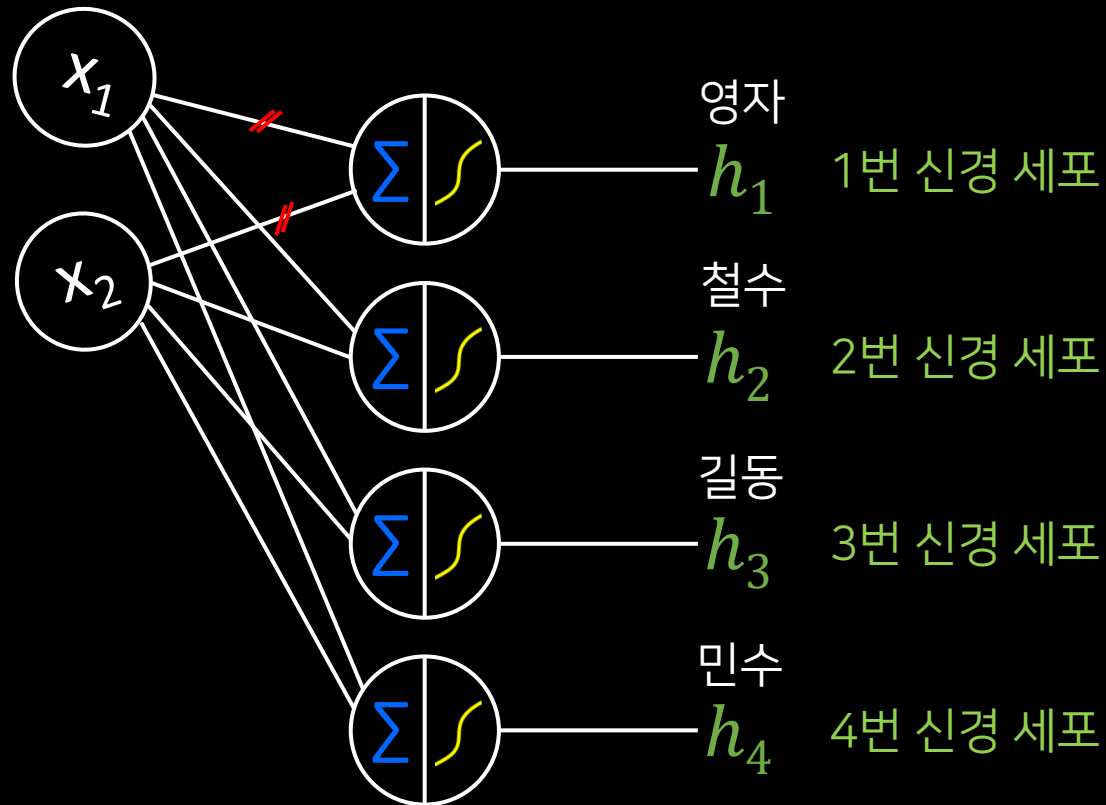 x₁
x₂
∑
영자
h₁ 1번 신경 세포
∑
철수
h₂ 2번 신경 세포
∑
길동
h₃ 3번 신경 세포
∑
민수
h₄ 4번 신경 세포